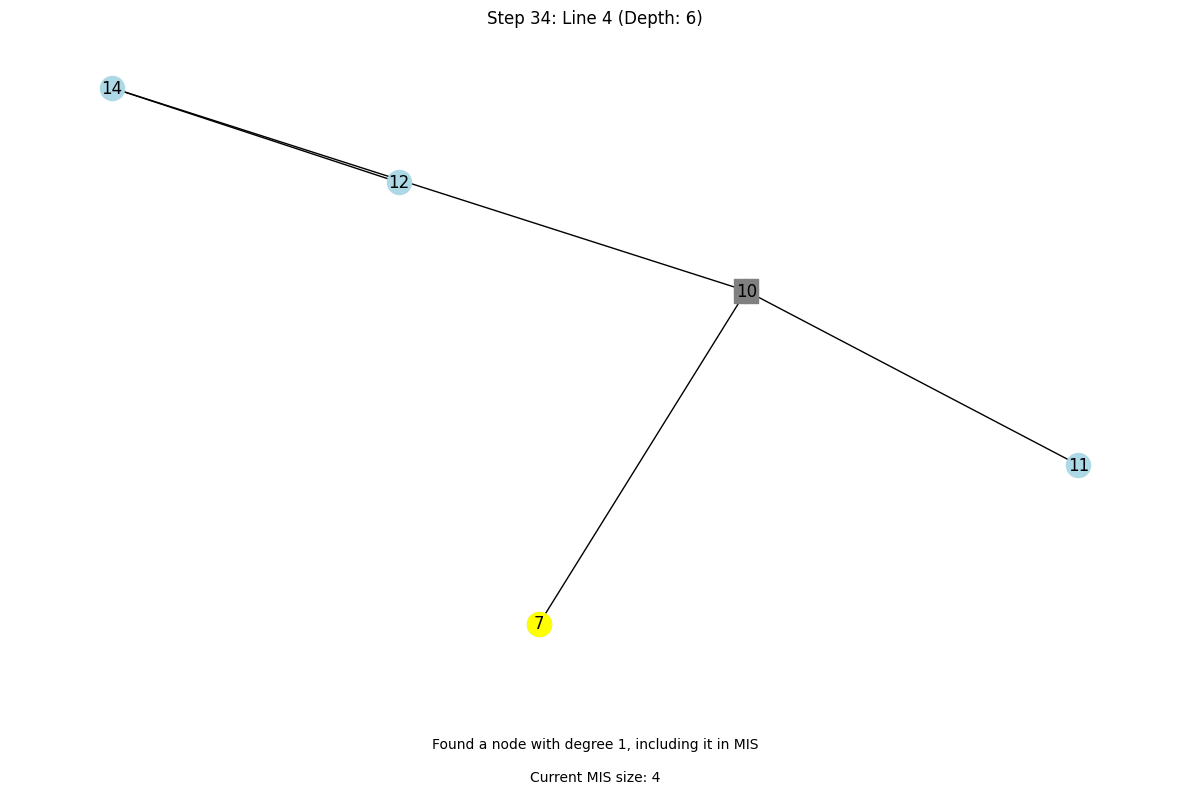 Step 34: Line 4 (Depth: 6)
14
12
10
11
7
Found a node with degree 1, including it in MIS
Current MIS size: 4